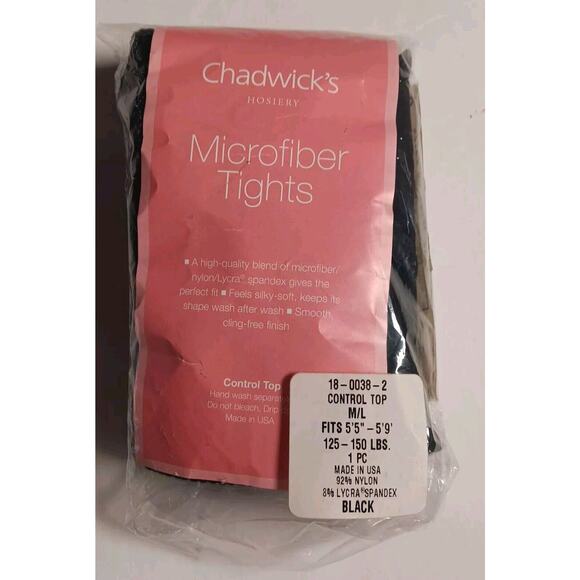 Chadwick's
HOSIERY
Microfiber
Tights
■ A high-quality blend of microfiber/
nylon/Lycra® spandex gives the
perfect fit ■ Feels silky-soft, keeps its
shape wash after wash ■ Smooth,
cling-free finish
Control Top
Hand wash separately
Do not bleach, Drip
Made in USA
18-0038-2
CONTROL TOP
M/L
FITS 5'5" - 5'9'
125-150 LBS.
1 PC
MADE IN USA
92% NYLON
8% LYCRA® SPANDEX
BLACK